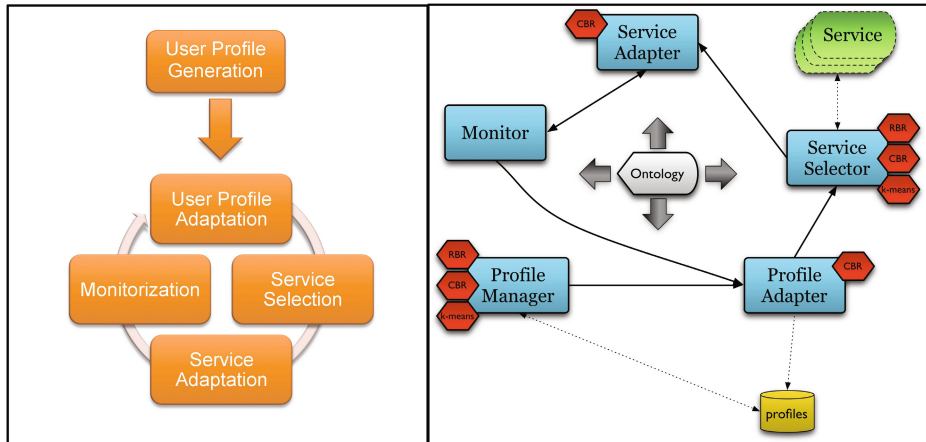 User Profile
Generation
User Profile
Adaptation
Monitorization
Service
Selection
Service
Adaptation
CBR
Service
Adapter
Service
Monitor
Ontology
Service
Selector
RBR
CBR
k-means
RBR
CBR
k-means
Profile
Manager
Profile
Adapter
CBR
profiles